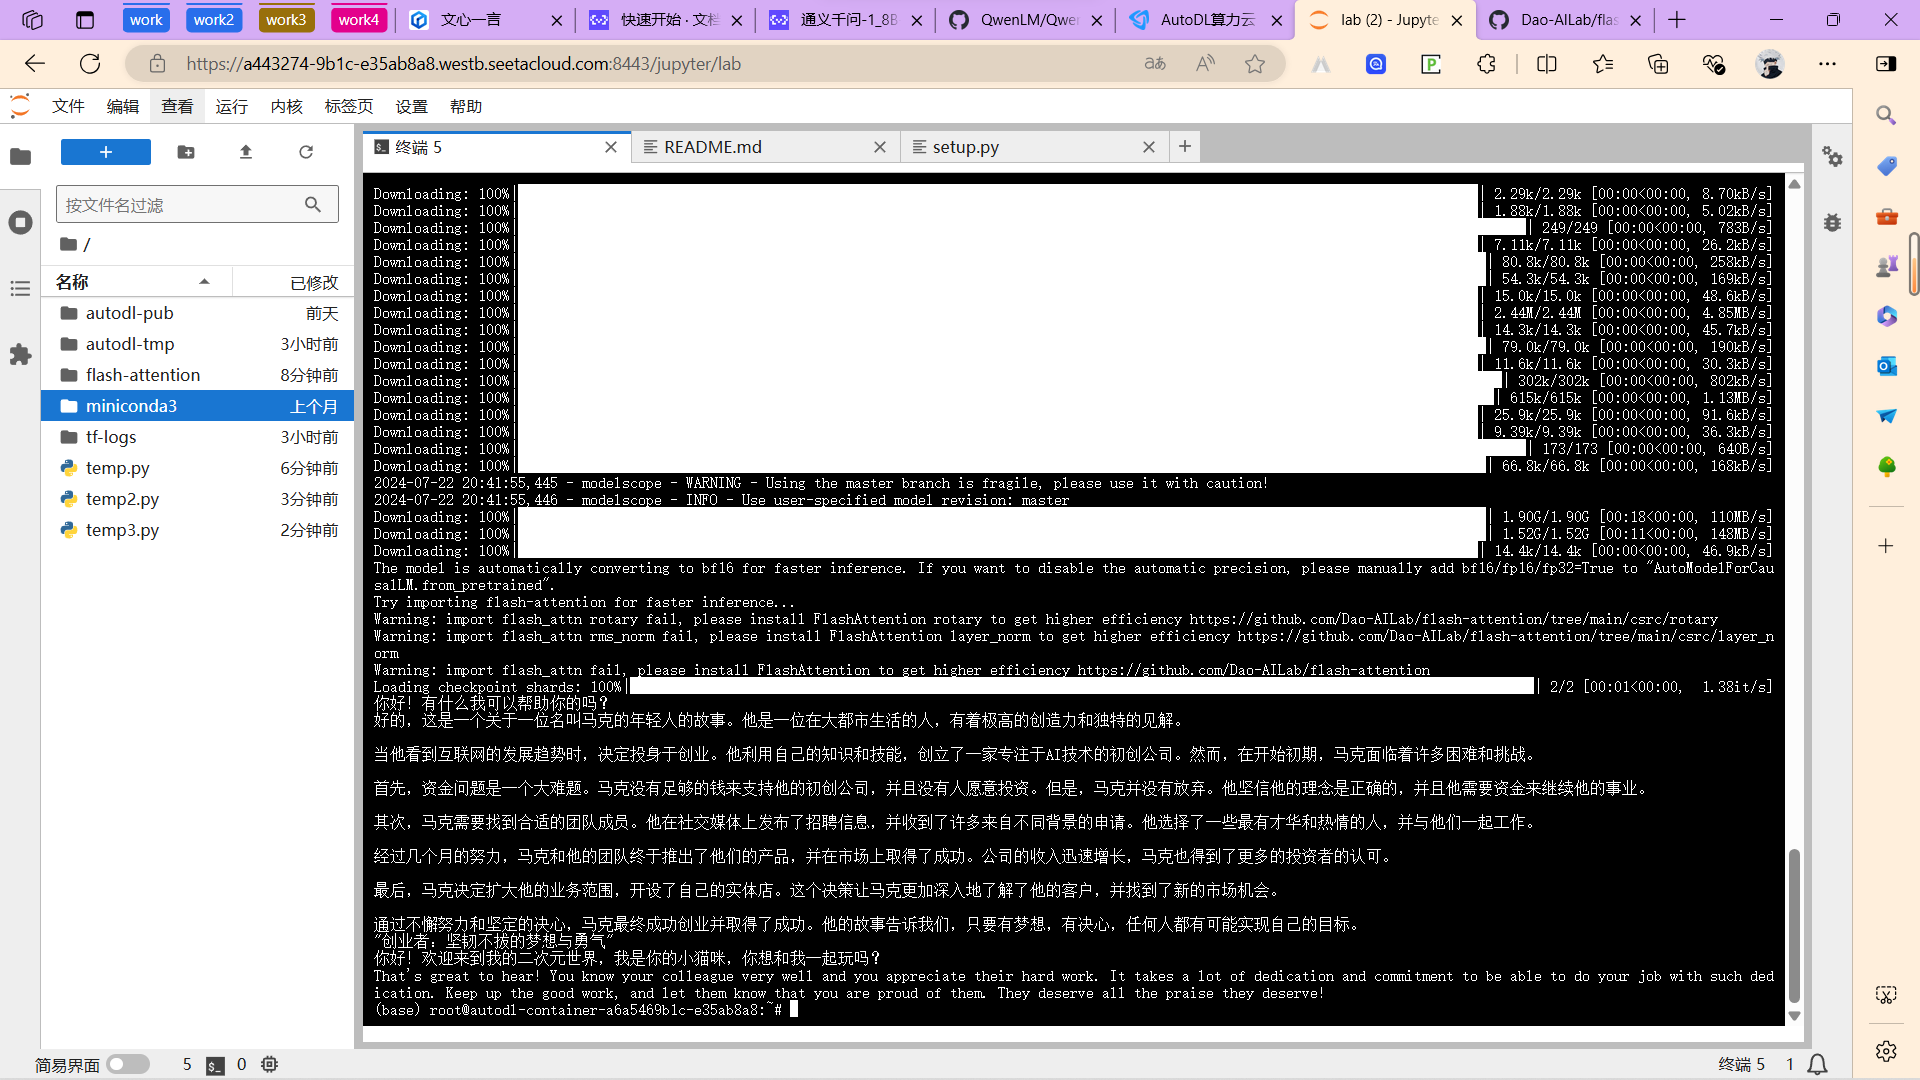 work work2 work3 work4 文心一言 快速开始 · 文档 通义千问-1_8B QwenLM/Qwen AutoDL算力云 lab (2) - Jupyte Dao-AILab/flas
https://a443274-9b1c-e35ab8a8.westb.seetacloud.com:8443/jupyter/lab
文件 编辑 查看 运行 内核 标签页 设置 帮助
终端 5 README.md setup.py
按文件名过滤
/
名称 已修改
autodl-pub 前天
autodl-tmp 3小时前
flash-attention 8分钟前
miniconda3 上个月
tf-logs 3小时前
temp.py 6分钟前
temp2.py 3分钟前
temp3.py 2分钟前
Downloading: 100%| | 2.29k/2.29k [00:00<00:00, 8.70kB/s]
Downloading: 100%| | 1.88k/1.88k [00:00<00:00, 5.02kB/s]
Downloading: 100%| | 249/249 [00:00<00:00, 783B/s]
Downloading: 100%| | 7.11k/7.11k [00:00<00:00, 26.2kB/s]
Downloading: 100%| | 80.8k/80.8k [00:00<00:00, 258kB/s]
Downloading: 100%| | 54.3k/54.3k [00:00<00:00, 169kB/s]
Downloading: 100%| | 15.0k/15.0k [00:00<00:00, 48.6kB/s]
Downloading: 100%| | 2.44M/2.44M [00:00<00:00, 4.85MB/s]
Downloading: 100%| | 14.3k/14.3k [00:00<00:00, 45.7kB/s]
Downloading: 100%| | 79.0k/79.0k [00:00<00:00, 190kB/s]
Downloading: 100%| | 11.6k/11.6k [00:00<00:00, 30.3kB/s]
Downloading: 100%| | 302k/302k [00:00<00:00, 802kB/s]
Downloading: 100%| | 615k/615k [00:00<00:00, 1.13MB/s]
Downloading: 100%| | 25.9k/25.9k [00:00<00:00, 91.6kB/s]
Downloading: 100%| | 9.39k/9.39k [00:00<00:00, 36.3kB/s]
Downloading: 100%| | 173/173 [00:00<00:00, 640B/s]
Downloading: 100%| | 66.8k/66.8k [00:00<00:00, 168kB/s]
2024-07-22 20:41:55,445 - modelscope - WARNING - Using the master branch is fragile, please use it with caution!
2024-07-22 20:41:55,446 - modelscope - INFO - Use user-specified model revision: master
Downloading: 100%| | 1.90G/1.90G [00:18<00:00, 110MB/s]
Downloading: 100%| | 1.52G/1.52G [00:11<00:00, 148MB/s]
Downloading: 100%| | 14.4k/14.4k [00:00<00:00, 46.9kB/s]
The model is automatically converting to bf16 for faster inference. If you want to disable the automatic precision, please manually add bf16/fp16/fp32=True to "AutoModelForCau
salLM.from_pretrained".
Try importing flash-attention for faster inference...
Warning: import flash_attn rotary fail, please install FlashAttention rotary to get higher efficiency https://github.com/Dao-AILab/flash-attention/tree/main/csrc/rotary
Warning: import flash_attn rms_norm fail, please install FlashAttention layer_norm to get higher efficiency https://github.com/Dao-AILab/flash-attention/tree/main/csrc/layer_n
orm
Warning: import flash_attn fail, please install FlashAttention to get higher efficiency https://github.com/Dao-AILab/flash-attention
Loading checkpoint shards: 100%| | 2/2 [00:01<00:00, 1.38it/s]
你好！有什么我可以帮助你的吗？
好的，这是一个关于一位名叫马克的年轻人的故事。他是一位在大都市生活的人，有着极高的创造力和独特的见解。
当他看到互联网的发展趋势时，决定投身于创业。他利用自己的知识和技能，创立了一家专注于AI技术的初创公司。然而，在开始初期，马克面临着许多困难和挑战。
首先，资金问题是一个大难题。马克没有足够的钱来支持他的初创公司，并且没有人愿意投资。但是，马克并没有放弃。他坚信他的理念是正确的，并且他需要资金来继续他的事业。
其次，马克需要找到合适的团队成员。他在社交媒体上发布了招聘信息，并收到了许多来自不同背景的申请。他选择了一些最有才华和热情的人，并与他们一起工作。
经过几个月的努力，马克和他的团队终于推出了他们的产品，并在市场上取得了成功。公司的收入迅速增长，马克也得到了更多的投资者的认可。
最后，马克决定扩大他的业务范围，开设了自己的实体店。这个决策让马克更加深入地了解了他的客户，并找到了新的市场机会。
通过不懈努力和坚定的决心，马克最终成功创业并取得了成功。他的故事告诉我们，只要有梦想，有决心，任何人都有可能实现自己的目标。
"创业者：坚韧不拔的梦想与勇气"
你好！欢迎来到我的二次元世界，我是你的小猫咪，你想和我一起玩吗？
That's great to hear! You know your colleague very well and you appreciate their hard work. It takes a lot of dedication and commitment to be able to do your job with such ded
ication. Keep up the good work, and let them know that you are proud of them. They deserve all the praise they deserve!
(base) root@autodl-container-a6a5469b1c-e35ab8a8:~#
简易界面 5 0 终端 5 1